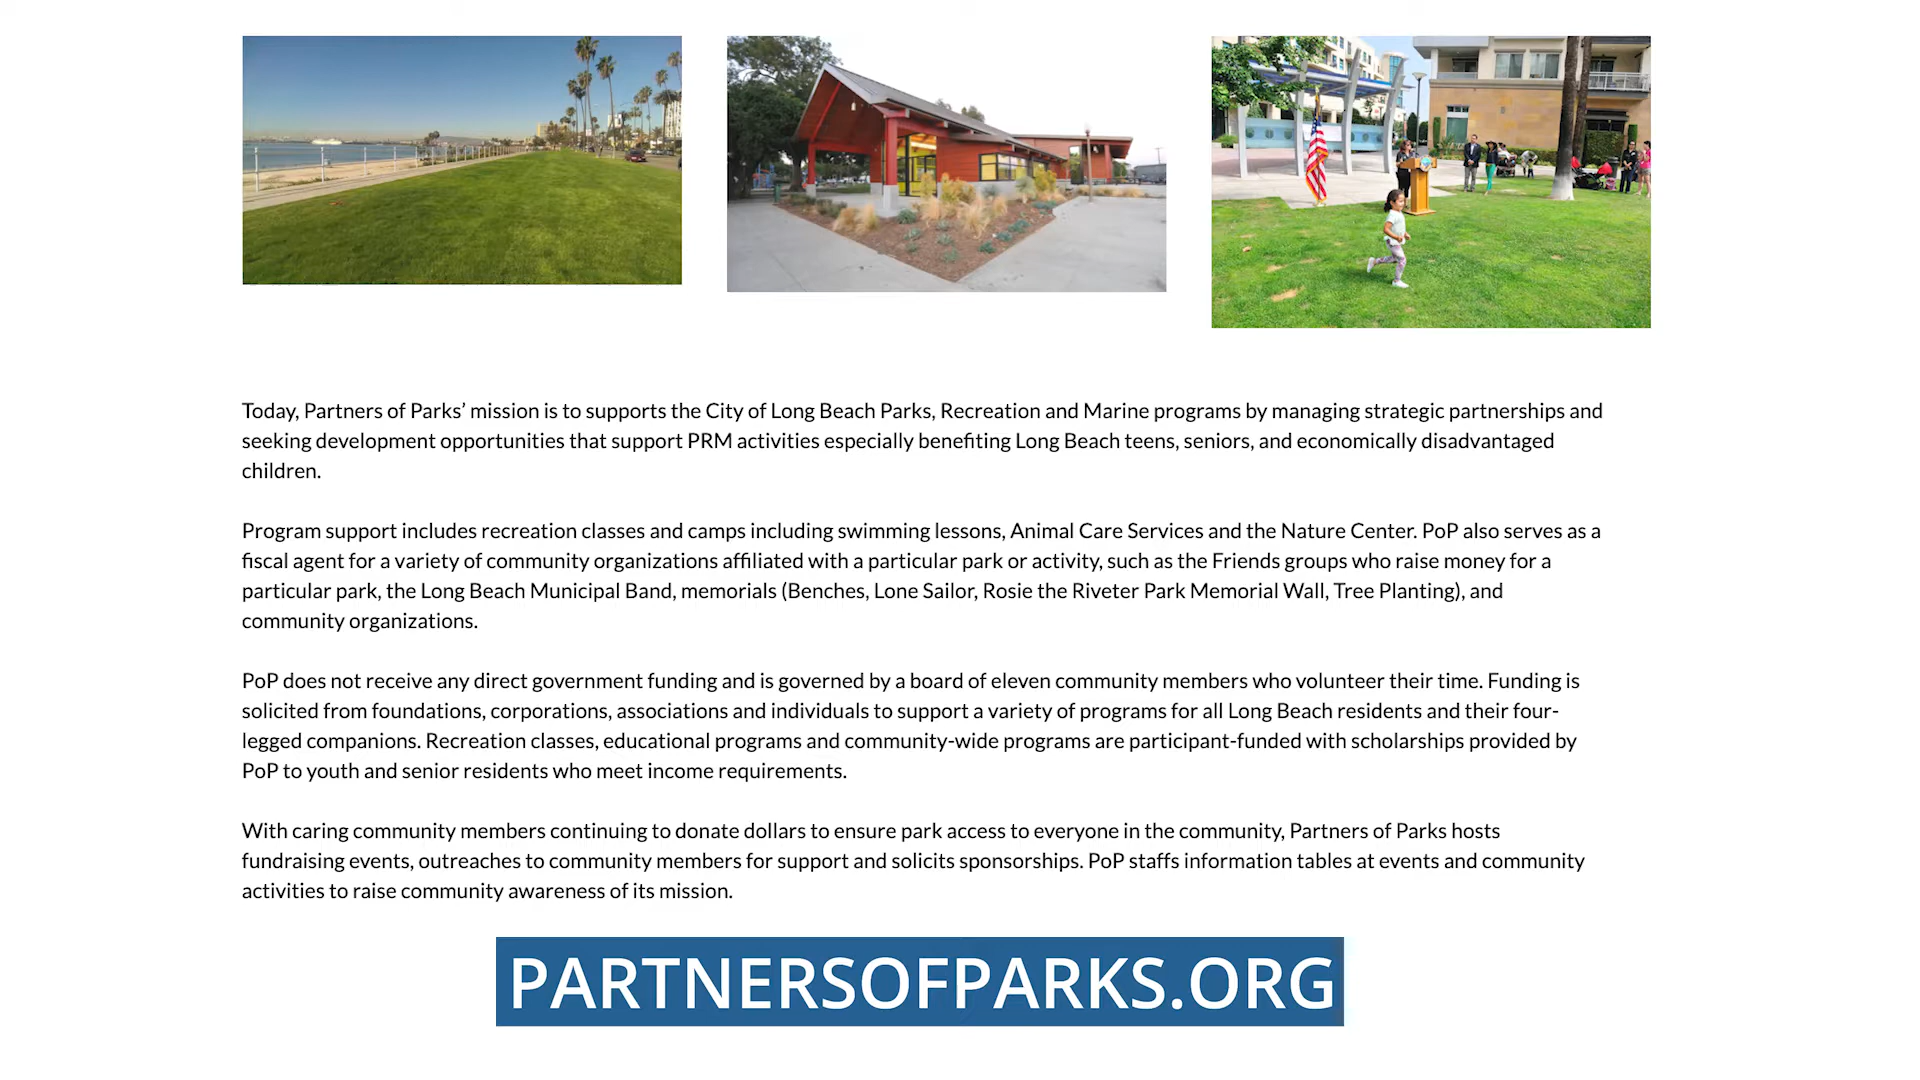 Today, Partners of Parks’ mission is to supports the City of Long Beach Parks, Recreation and Marine programs by managing strategic partnerships and
seeking development opportunities that support PRM activities especially benefiting Long Beach teens, seniors, and economically disadvantaged
children.
Program support includes recreation classes and camps including swimming lessons, Animal Care Services and the Nature Center. PoP also serves as a
fiscal agent for a variety of community organizations affiliated with a particular park or activity, such as the Friends groups who raise money for a
particular park, the Long Beach Municipal Band, memorials (Benches, Lone Sailor, Rosie the Riveter Park Memorial Wall, Tree Planting), and
community organizations.
PoP does not receive any direct government funding and is governed by a board of eleven community members who volunteer their time. Funding is
solicited from foundations, corporations, associations and individuals to support a variety of programs for all Long Beach residents and their four-
legged companions. Recreation classes, educational programs and community-wide programs are participant-funded with scholarships provided by
PoP to youth and senior residents who meet income requirements.
With caring community members continuing to donate dollars to ensure park access to everyone in the community, Partners of Parks hosts
fundraising events, outreaches to community members for support and solicits sponsorships. PoP staffs information tables at events and community
activities to raise community awareness of its mission.
PARTNERSOFPARKS.ORG